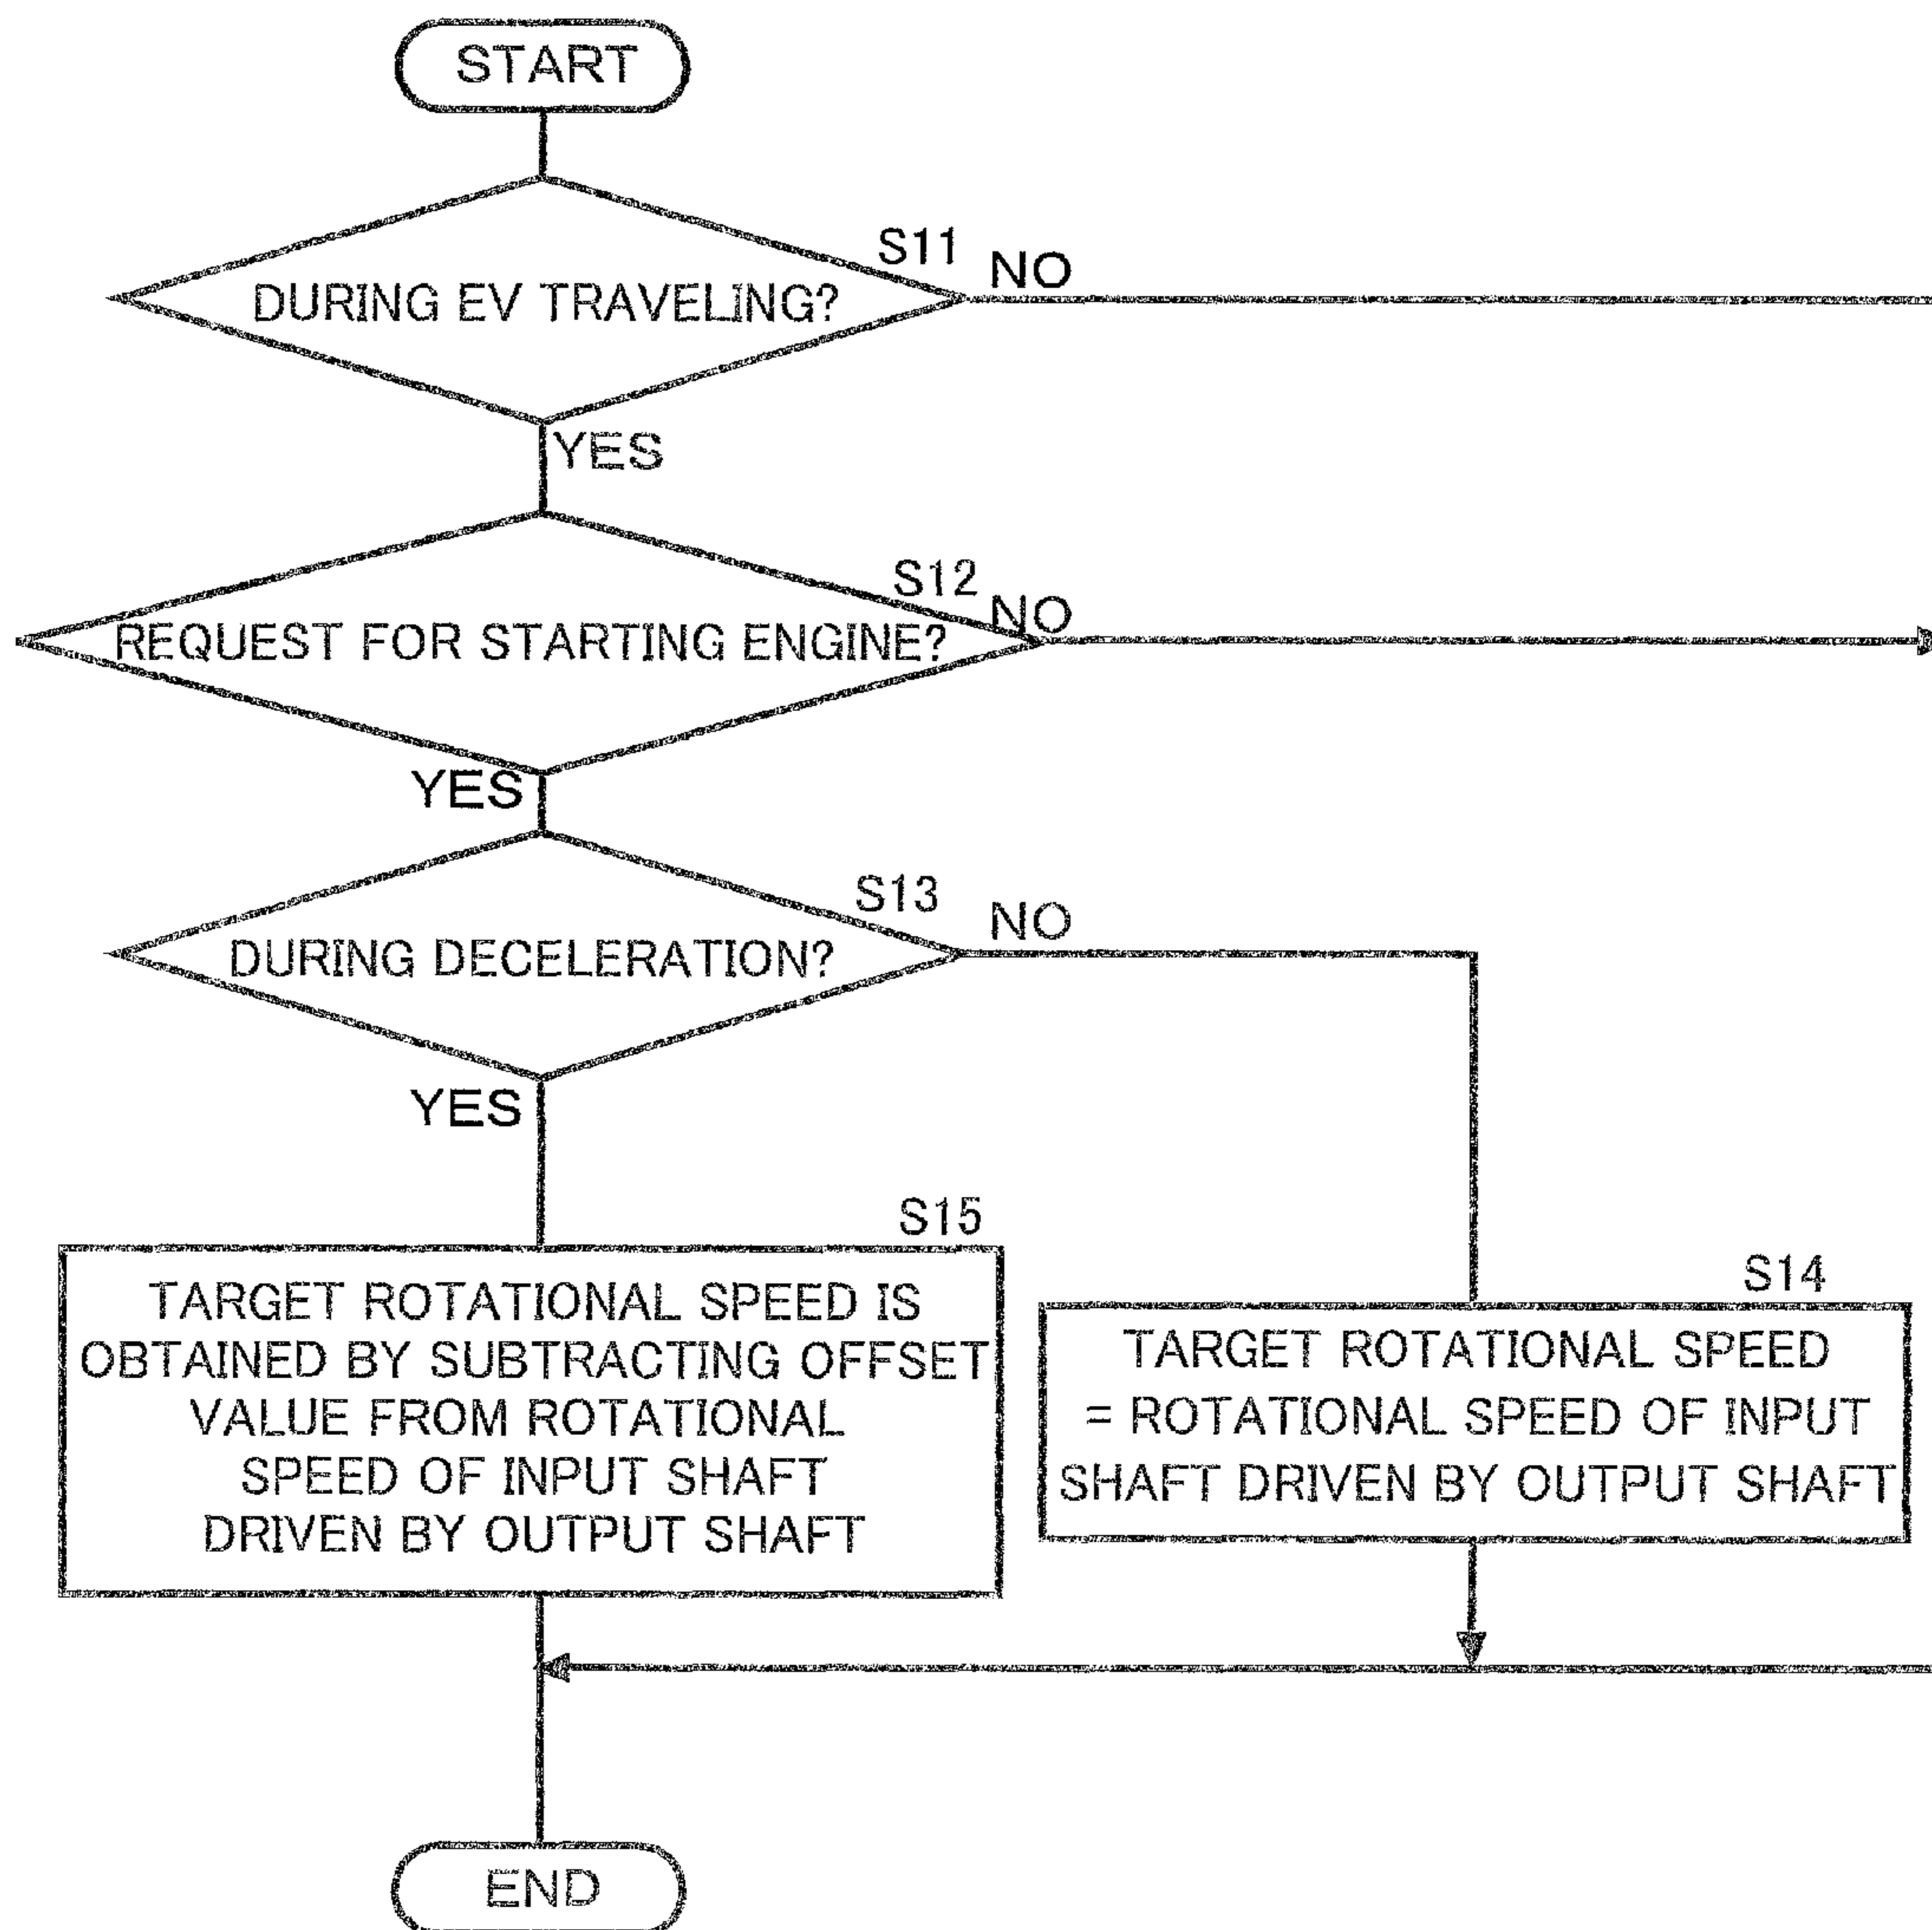 START
S11
NO
DURING EV TRAVELING?
YES
S12
NO
REQUEST FOR STARTING ENGINE?
YES
S13
NO
DURING DECELERATION?
YES
S15
TARGET ROTATIONAL SPEED IS
OBTAINED BY SUBTRACTING OFFSET
VALUE FROM ROTATIONAL
SPEED OF INPUT SHAFT
DRIVEN BY OUTPUT SHAFT
S14
TARGET ROTATIONAL SPEED
= ROTATIONAL SPEED OF INPUT
SHAFT DRIVEN BY OUTPUT SHAFT
END